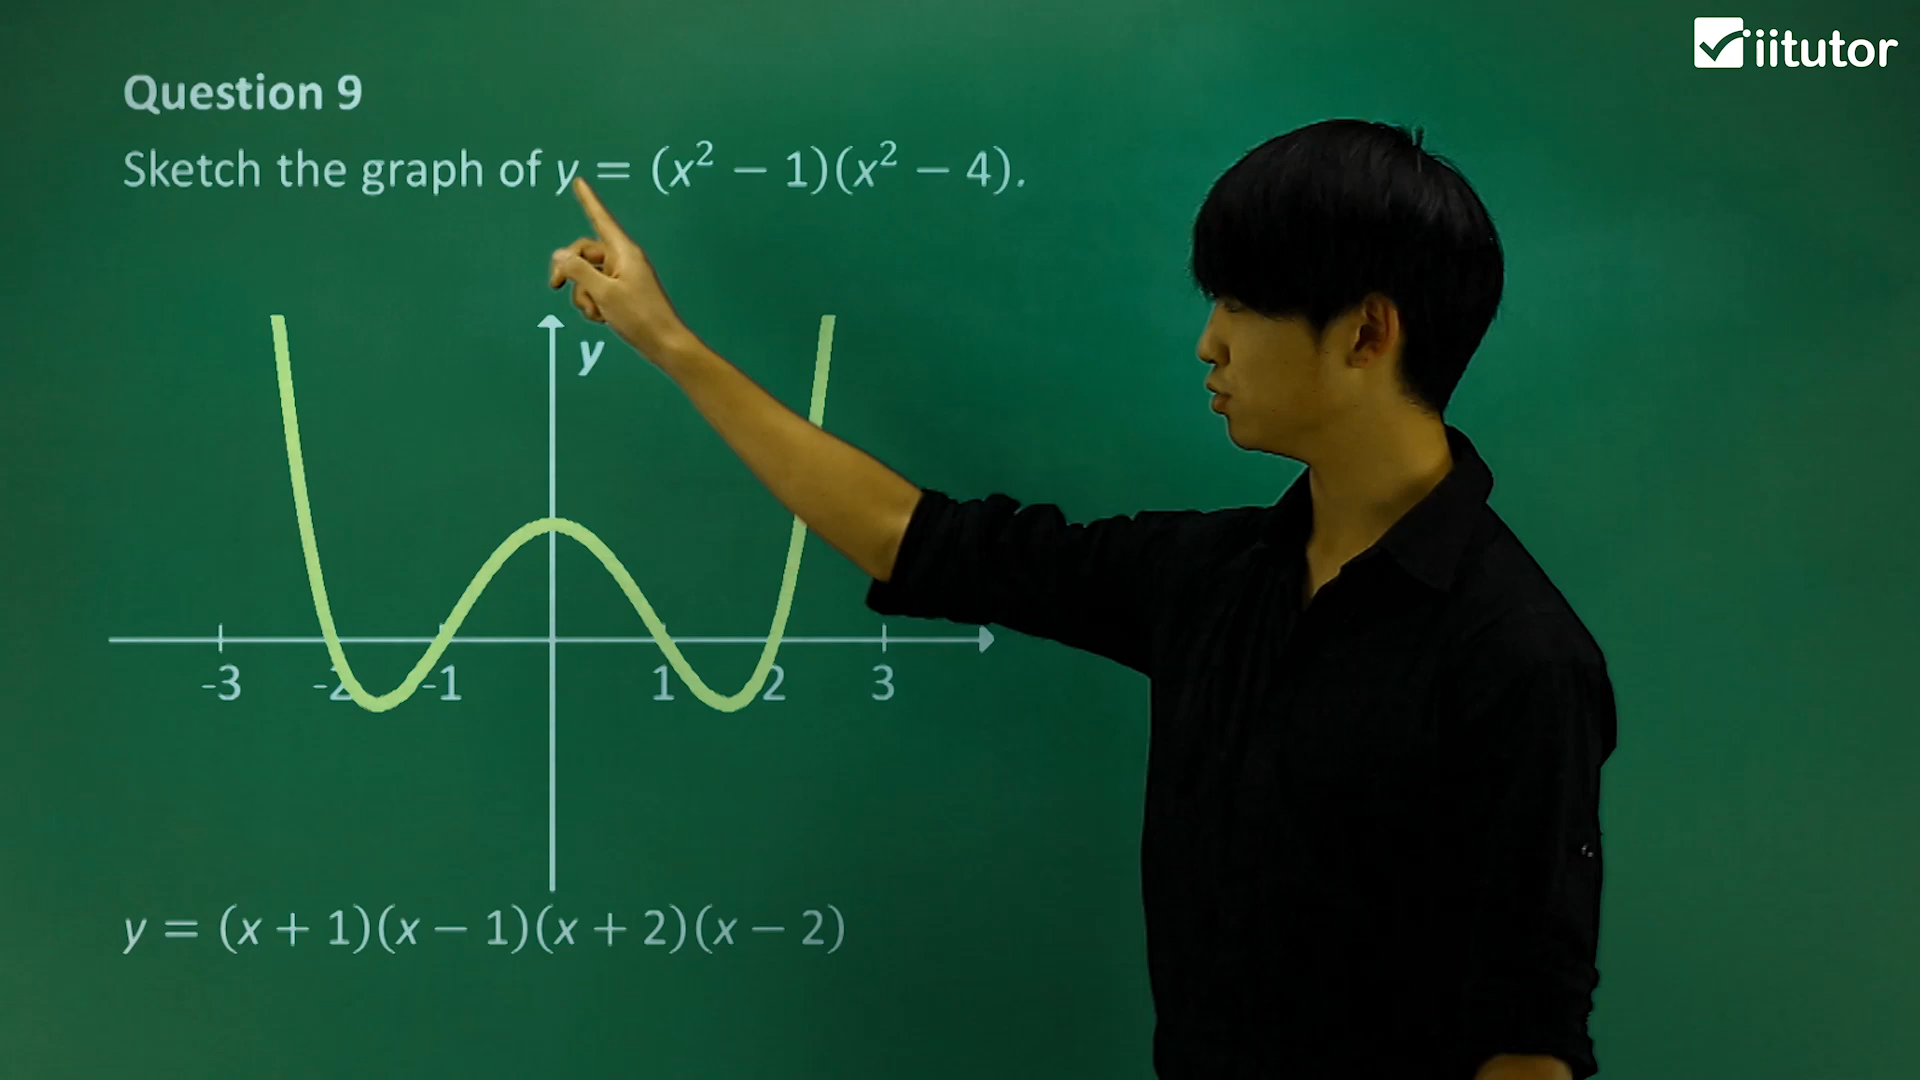 iitutor
Question 9
Sketch the graph of y = (x² − 1)(x² − 4).
y
-3 -2 -1 1 2 3
y = (x + 1)(x − 1)(x + 2)(x − 2)